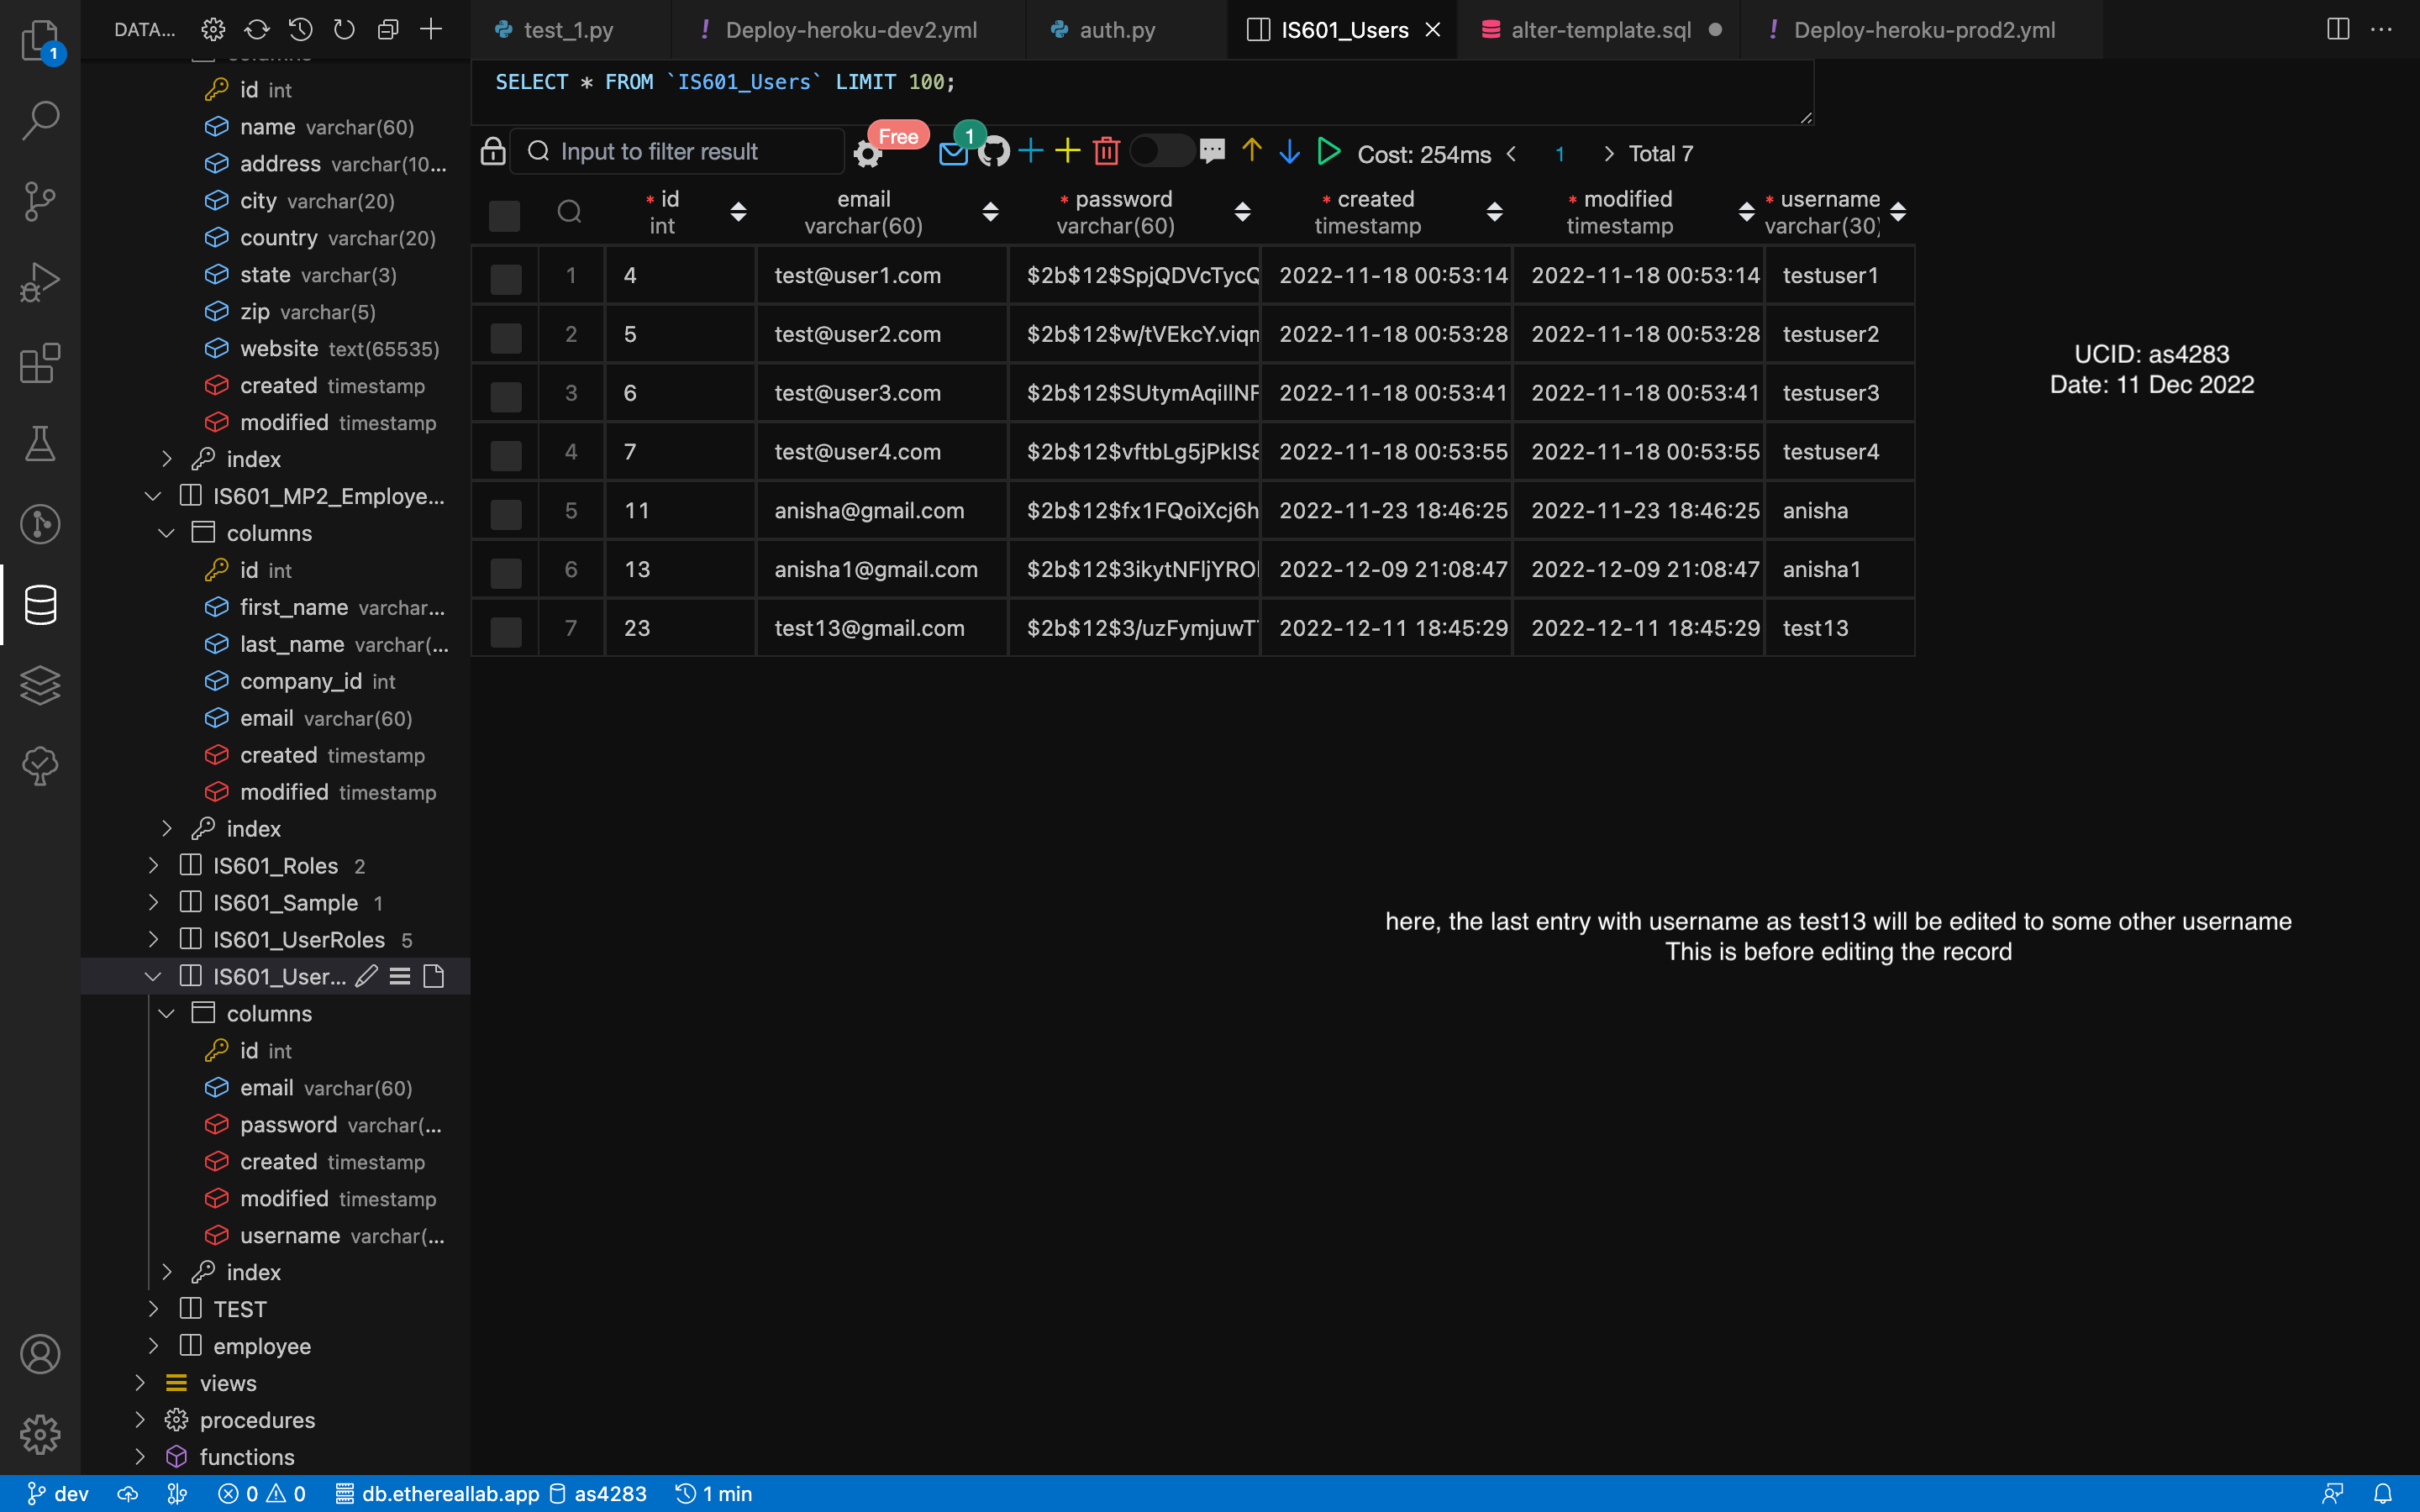 DATA...
test_1.py
! Deploy-heroku-dev2.yml
auth.py
IS601_Users
alter-template.sql
! Deploy-heroku-prod2.yml
1
columns
id int
name varchar(60)
address varchar(10...
city varchar(20)
country varchar(20)
state varchar(3)
zip varchar(5)
website text(65535)
created timestamp
modified timestamp
index
IS601_MP2_Employe...
columns
id int
first_name varchar...
last_name varchar(...
company_id int
email varchar(60)
created timestamp
modified timestamp
index
IS601_Roles 2
IS601_Sample 1
IS601_UserRoles 5
IS601_User...
columns
id int
email varchar(60)
password varchar(...
created timestamp
modified timestamp
username varchar(...
index
TEST
employee
views
procedures
functions
SELECT * FROM `IS601_Users` LIMIT 100;
Input to filter result
Free
1
Cost: 254ms
1
Total 7
* id
int
email
varchar(60)
* password
varchar(60)
* created
timestamp
* modified
timestamp
* username
varchar(30)
1 4 test@user1.com $2b$12$SpjQDVcTycQ 2022-11-18 00:53:14 2022-11-18 00:53:14 testuser1
2 5 test@user2.com $2b$12$w/tVEkcY.viqn 2022-11-18 00:53:28 2022-11-18 00:53:28 testuser2
3 6 test@user3.com $2b$12$SUtymAqillNF 2022-11-18 00:53:41 2022-11-18 00:53:41 testuser3
4 7 test@user4.com $2b$12$vftbLg5jPkIS8 2022-11-18 00:53:55 2022-11-18 00:53:55 testuser4
5 11 anisha@gmail.com $2b$12$fx1FQoiXcj6h 2022-11-23 18:46:25 2022-11-23 18:46:25 anisha
6 13 anisha1@gmail.com $2b$12$3ikytNFljYROI 2022-12-09 21:08:47 2022-12-09 21:08:47 anisha1
7 23 test13@gmail.com $2b$12$3/uzFymjuwT 2022-12-11 18:45:29 2022-12-11 18:45:29 test13
UCID: as4283
Date: 11 Dec 2022
here, the last entry with username as test13 will be edited to some other username
This is before editing the record
dev
0 0
db.ethereallab.app
as4283
1 min